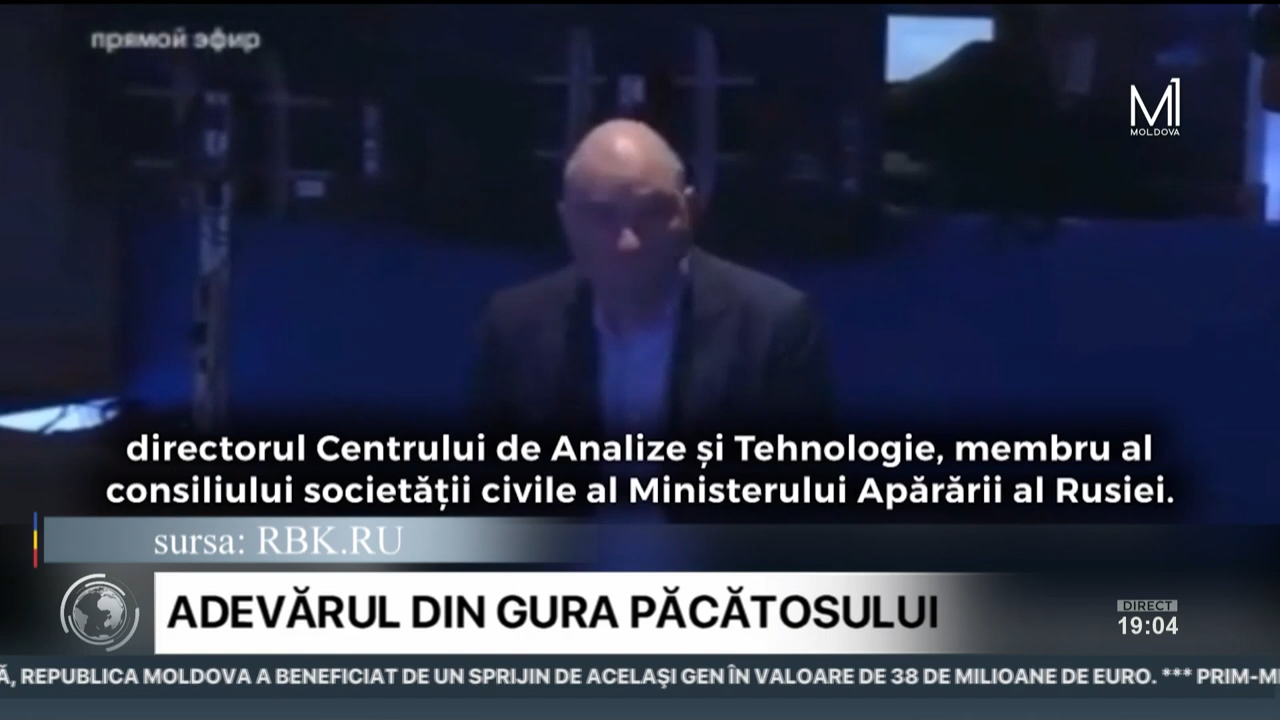 прямой эфир
M1
MOLDOVA
directorul Centrului de Analize și Tehnologie, membru al
consiliului societății civile al Ministerului Apărării al Rusiei.
sursa: RBK.RU
ADEVĂRUL DIN GURA PĂCĂTOSULUI
DIRECT
19:04
Ă, REPUBLICA MOLDOVA A BENEFICIAT DE UN SPRIJIN DE ACELAȘI GEN ÎN VALOARE DE 38 DE MILIOANE DE EURO. *** PRIM-MI